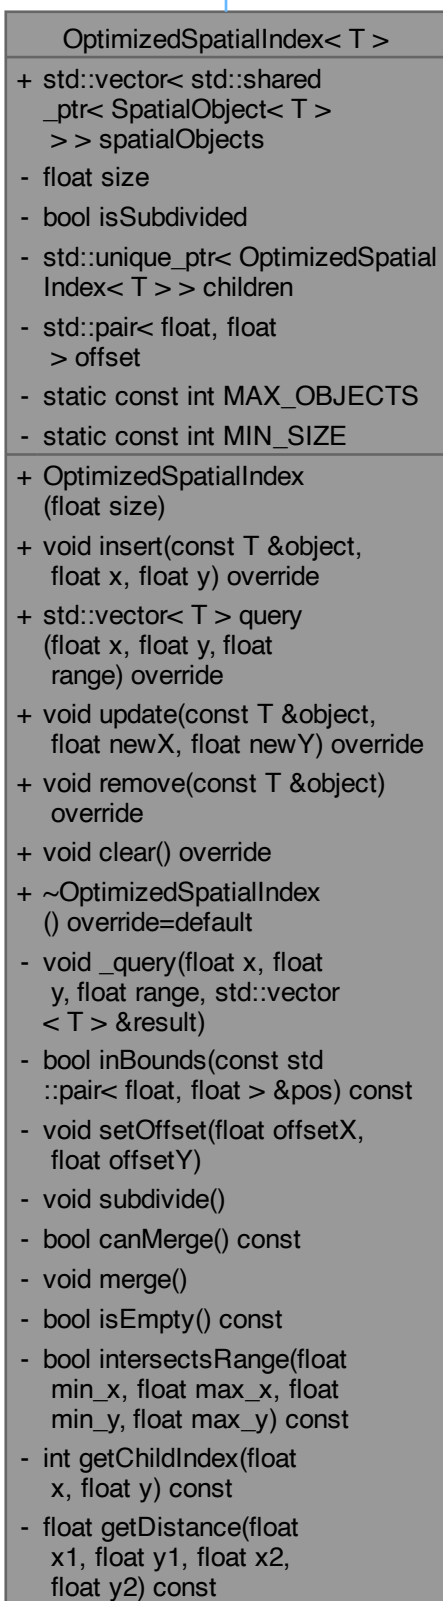 OptimizedSpatialIndex< T >
+ std::vector< std::shared
_ptr< SpatialObject< T >
> > spatialObjects
- float size
- bool isSubdivided
- std::unique_ptr< OptimizedSpatial
Index< T > > children
- std::pair< float, float
> offset
- static const int MAX_OBJECTS
- static const int MIN_SIZE
+ OptimizedSpatialIndex
(float size)
+ void insert(const T &object,
float x, float y) override
+ std::vector< T > query
(float x, float y, float
range) override
+ void update(const T &object,
float newX, float newY) override
+ void remove(const T &object)
override
+ void clear() override
+ ~OptimizedSpatialIndex
() override=default
- void _query(float x, float
y, float range, std::vector
< T > &result)
- bool inBounds(const std
::pair< float, float > &pos) const
- void setOffset(float offsetX,
float offsetY)
- void subdivide()
- bool canMerge() const
- void merge()
- bool isEmpty() const
- bool intersectsRange(float
min_x, float max_x, float
min_y, float max_y) const
- int getChildIndex(float
x, float y) const
- float getDistance(float
x1, float y1, float x2,
float y2) const